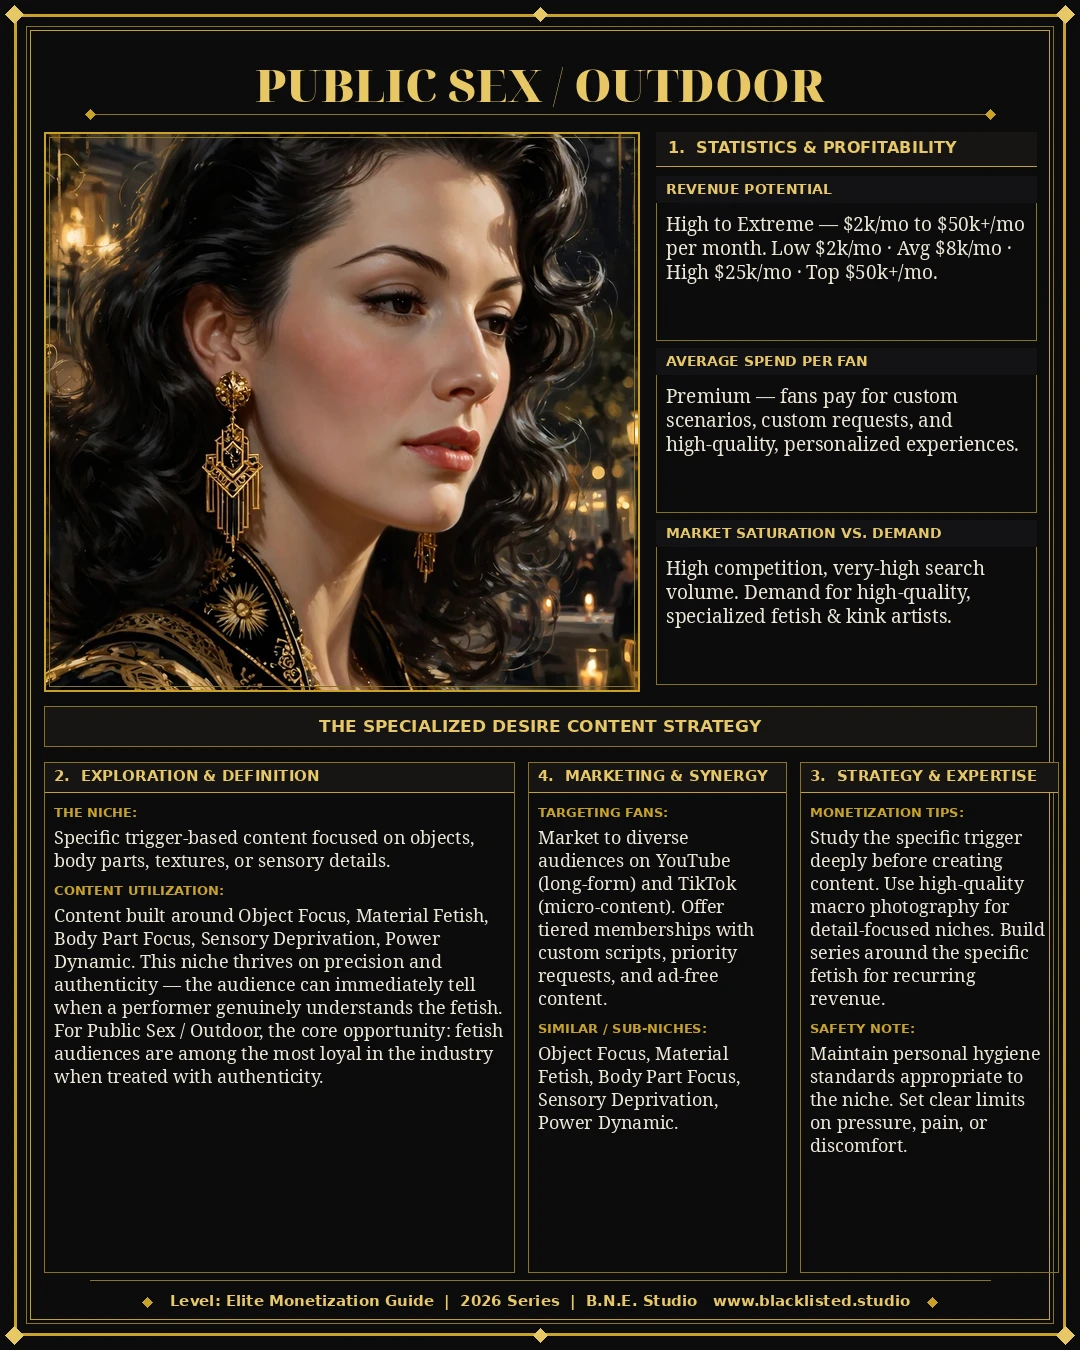 PUBLIC SEX / OUTDOOR
1. STATISTICS & PROFITABILITY
REVENUE POTENTIAL
High to Extreme — $2k/mo to $50k+/mo
per month. Low $2k/mo · Avg $8k/mo ·
High $25k/mo · Top $50k+/mo.
AVERAGE SPEND PER FAN
Premium — fans pay for custom
scenarios, custom requests, and
high-quality, personalized experiences.
MARKET SATURATION VS. DEMAND
High competition, very-high search
volume. Demand for high-quality,
specialized fetish & kink artists.
THE SPECIALIZED DESIRE CONTENT STRATEGY
2. EXPLORATION & DEFINITION
THE NICHE:
Specific trigger-based content focused on objects,
body parts, textures, or sensory details.
CONTENT UTILIZATION:
Content built around Object Focus, Material Fetish,
Body Part Focus, Sensory Deprivation, Power
Dynamic. This niche thrives on precision and
authenticity — the audience can immediately tell
when a performer genuinely understands the fetish.
For Public Sex / Outdoor, the core opportunity: fetish
audiences are among the most loyal in the industry
when treated with authenticity.
4. MARKETING & SYNERGY
TARGETING FANS:
Market to diverse
audiences on YouTube
(long-form) and TikTok
(micro-content). Offer
tiered memberships with
custom scripts, priority
requests, and ad-free
content.
SIMILAR / SUB-NICHES:
Object Focus, Material
Fetish, Body Part Focus,
Sensory Deprivation,
Power Dynamic.
3. STRATEGY & EXPERTISE
MONETIZATION TIPS:
Study the specific trigger
deeply before creating
content. Use high-quality
macro photography for
detail-focused niches. Build
series around the specific
fetish for recurring
revenue.
SAFETY NOTE:
Maintain personal hygiene
standards appropriate to
the niche. Set clear limits
on pressure, pain, or
discomfort.
Level: Elite Monetization Guide | 2026 Series | B.N.E. Studio www.blacklisted.studio